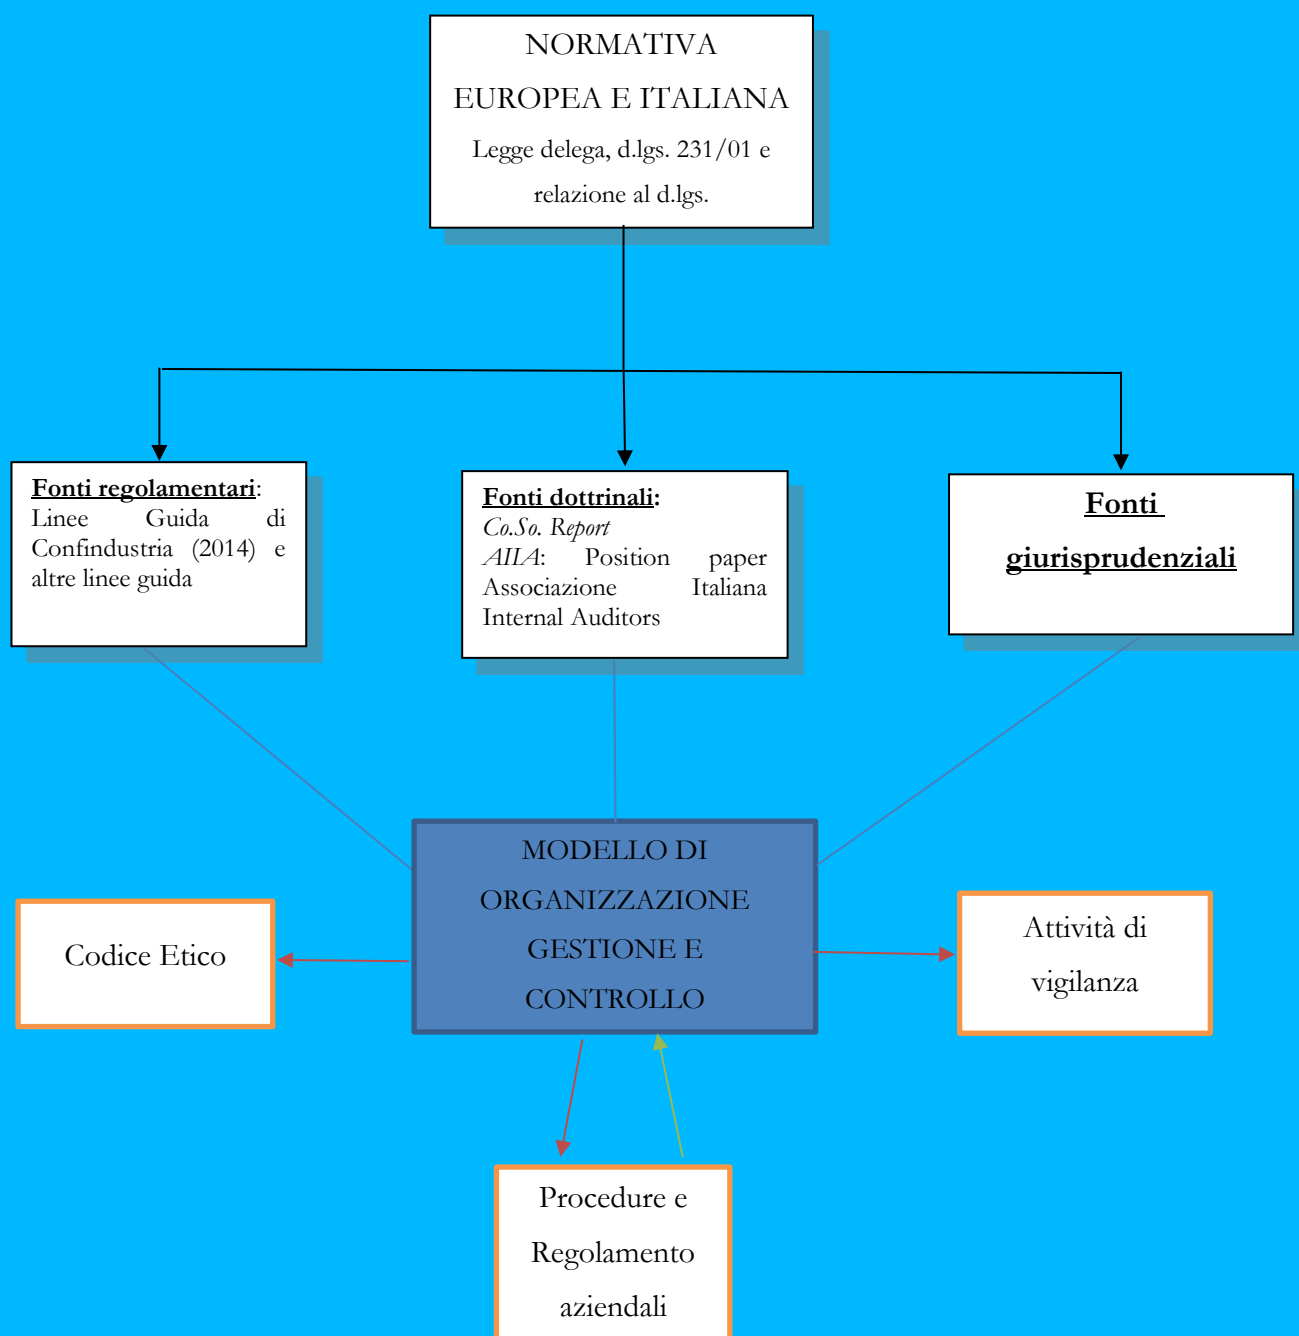 NORMATIVA
EUROPEA E ITALIANA
Legge delega, d.lgs. 231/01 e
relazione al d.lgs.
Fonti regolamentari:
Linee Guida di
Confindustria (2014) e
altre linee guida
Fonti dottrinali:
Co.So. Report
AIIA: Position paper
Associazione Italiana
Internal Auditors
Fonti
giurisprudenziali
MODELLO DI
ORGANIZZAZIONE
GESTIONE E
CONTROLLO
Codice Etico
Attività di
vigilanza
Procedure e
Regolamento
aziendali